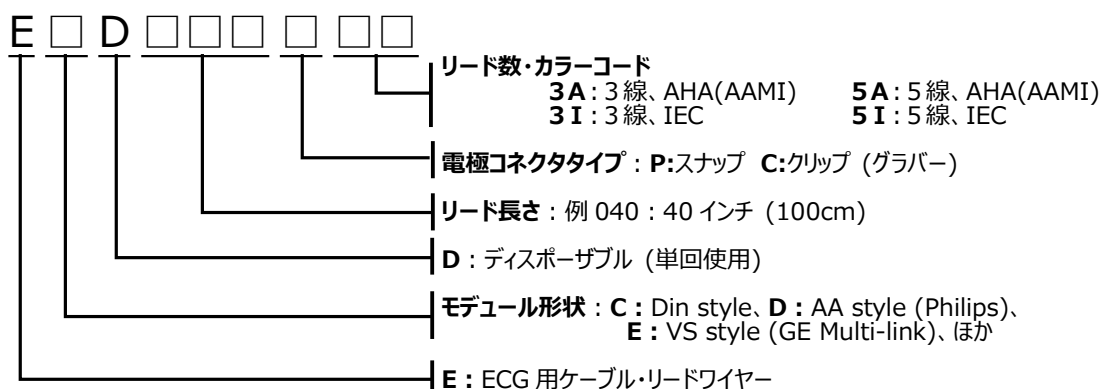 E□D□□□ □ □□
リード数・カラーコード
3A：3線、AHA(AAMI) 5A：5線、AHA(AAMI)
3I：3線、IEC 5I：5線、IEC
電極コネクタタイプ：P:スナップ C:クリップ (グラバー)
リード長さ：例 040：40インチ (100cm)
D：ディスポーザブル (単回使用)
モデュール形状：C：Din style、D：AA style (Philips)、
E：VS style (GE Multi-link)、ほか
E：ECG 用ケーブル・リードワイヤー